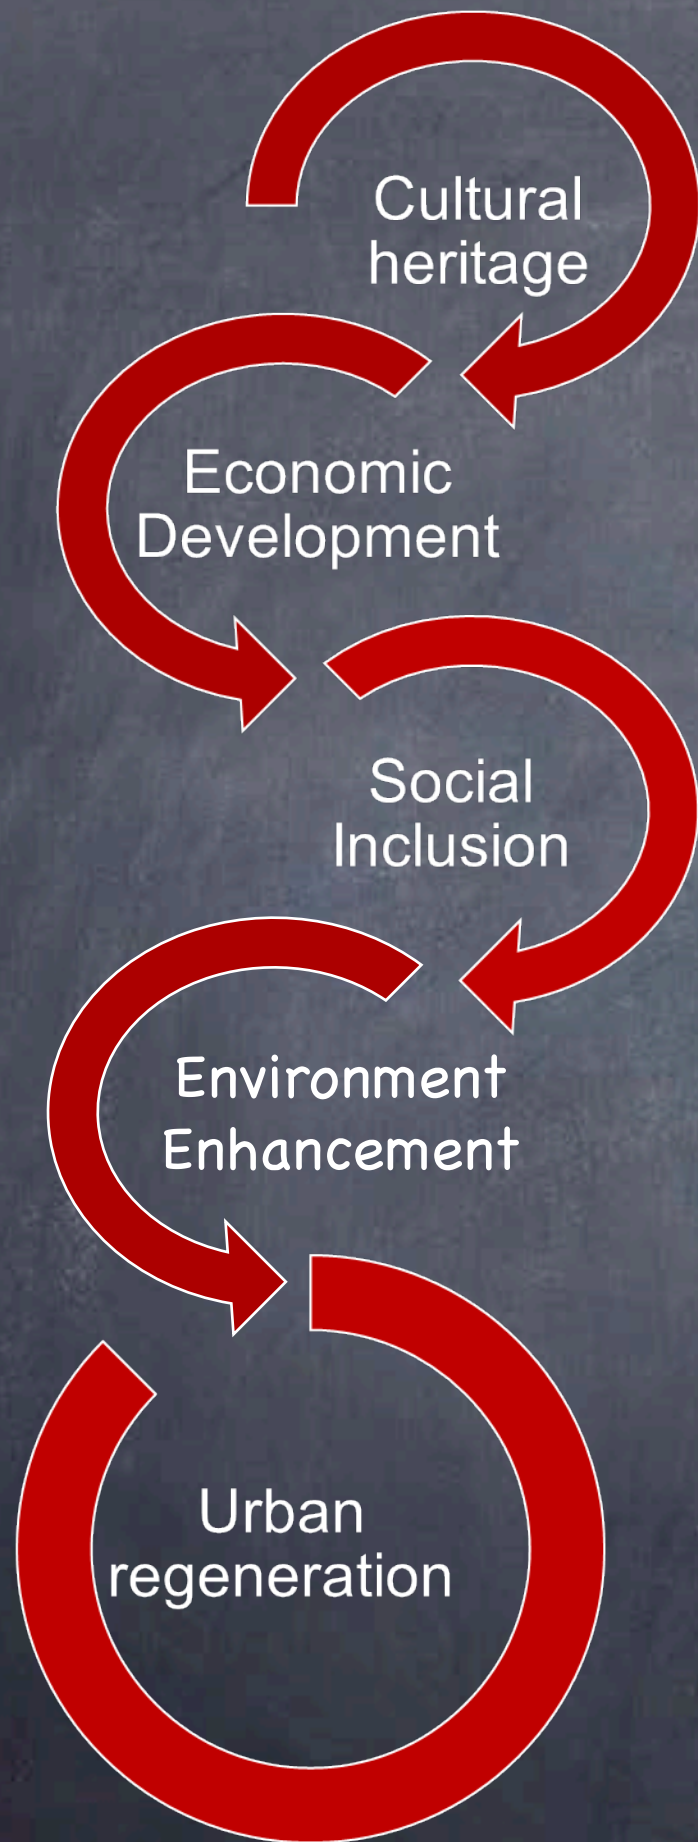 Cultural
heritage
Economic
Development
Social
Inclusion
Environment
Enhancement
Urban
regeneration